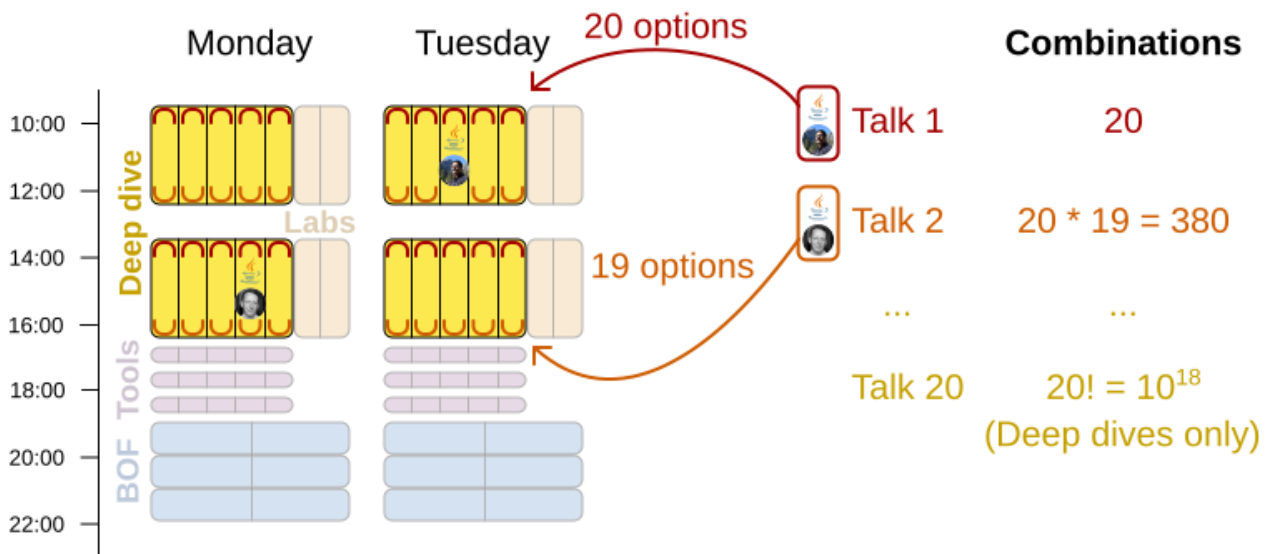 Monday
Tuesday
20 options
Combinations
10:00
12:00
14:00
16:00
18:00
20:00
22:00
Deep dive
Labs
Tools
BOF
19 options
Talk 1
20
Talk 2
20 * 19 = 380
...
...
Talk 20
20! = 10¹⁸
(Deep dives only)